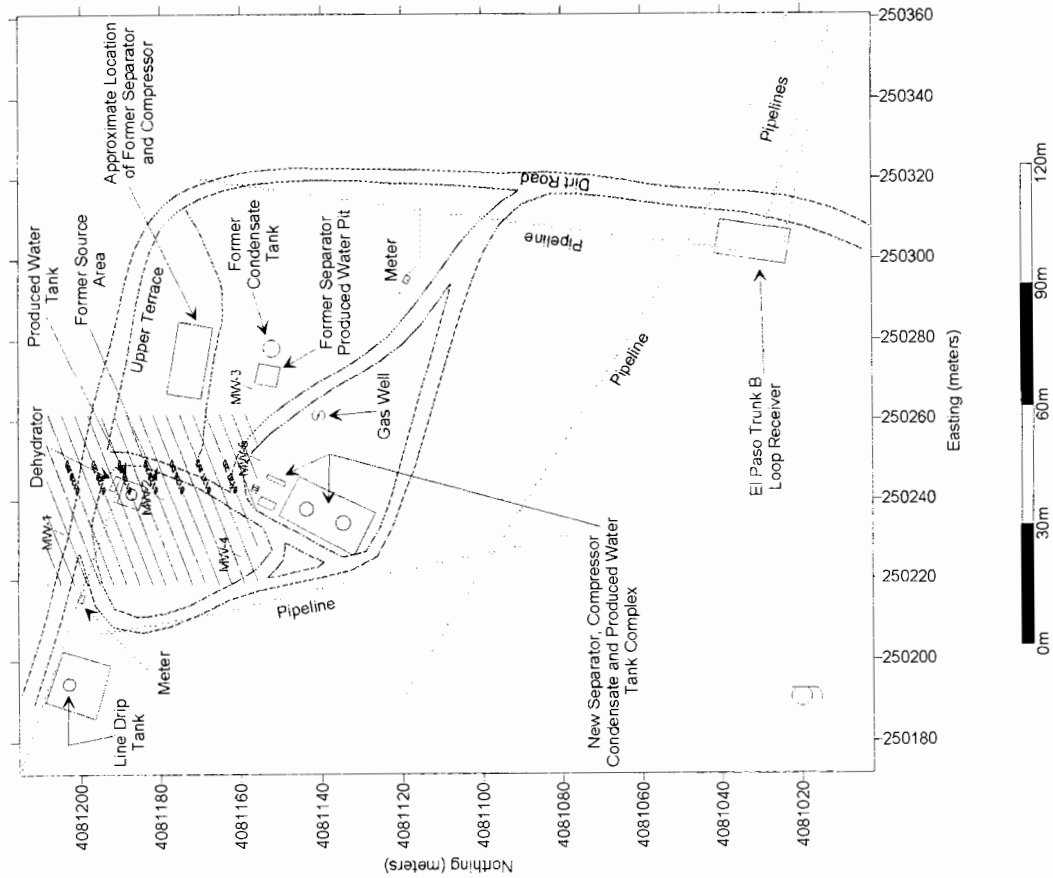 Produced Water
Tank
Former Source
Area
Approximate Location
of Former Separator
and Compressor
Dehydrator
MW-1
Upper Terrace
Former
Condensate
Tank
MW-2
MW-3
MW-4
Former Separator
Produced Water Pit
Meter
Dirt Road
Pipeline
Pipelines
Line Drip
Tank
Meter
Pipeline
Gas Well
S
Pipeline
New Separator, Compressor
Condensate and Produced Water
Tank Complex
El Paso Trunk B
Loop Receiver
g
4081200
4081180
4081160
4081140
4081120
4081100
4081080
4081060
4081040
4081020
Northing (meters)
250180
250200
250220
250240
250260
250280
250300
250320
250340
250360
Easting (meters)
0m
30m
60m
90m
120m